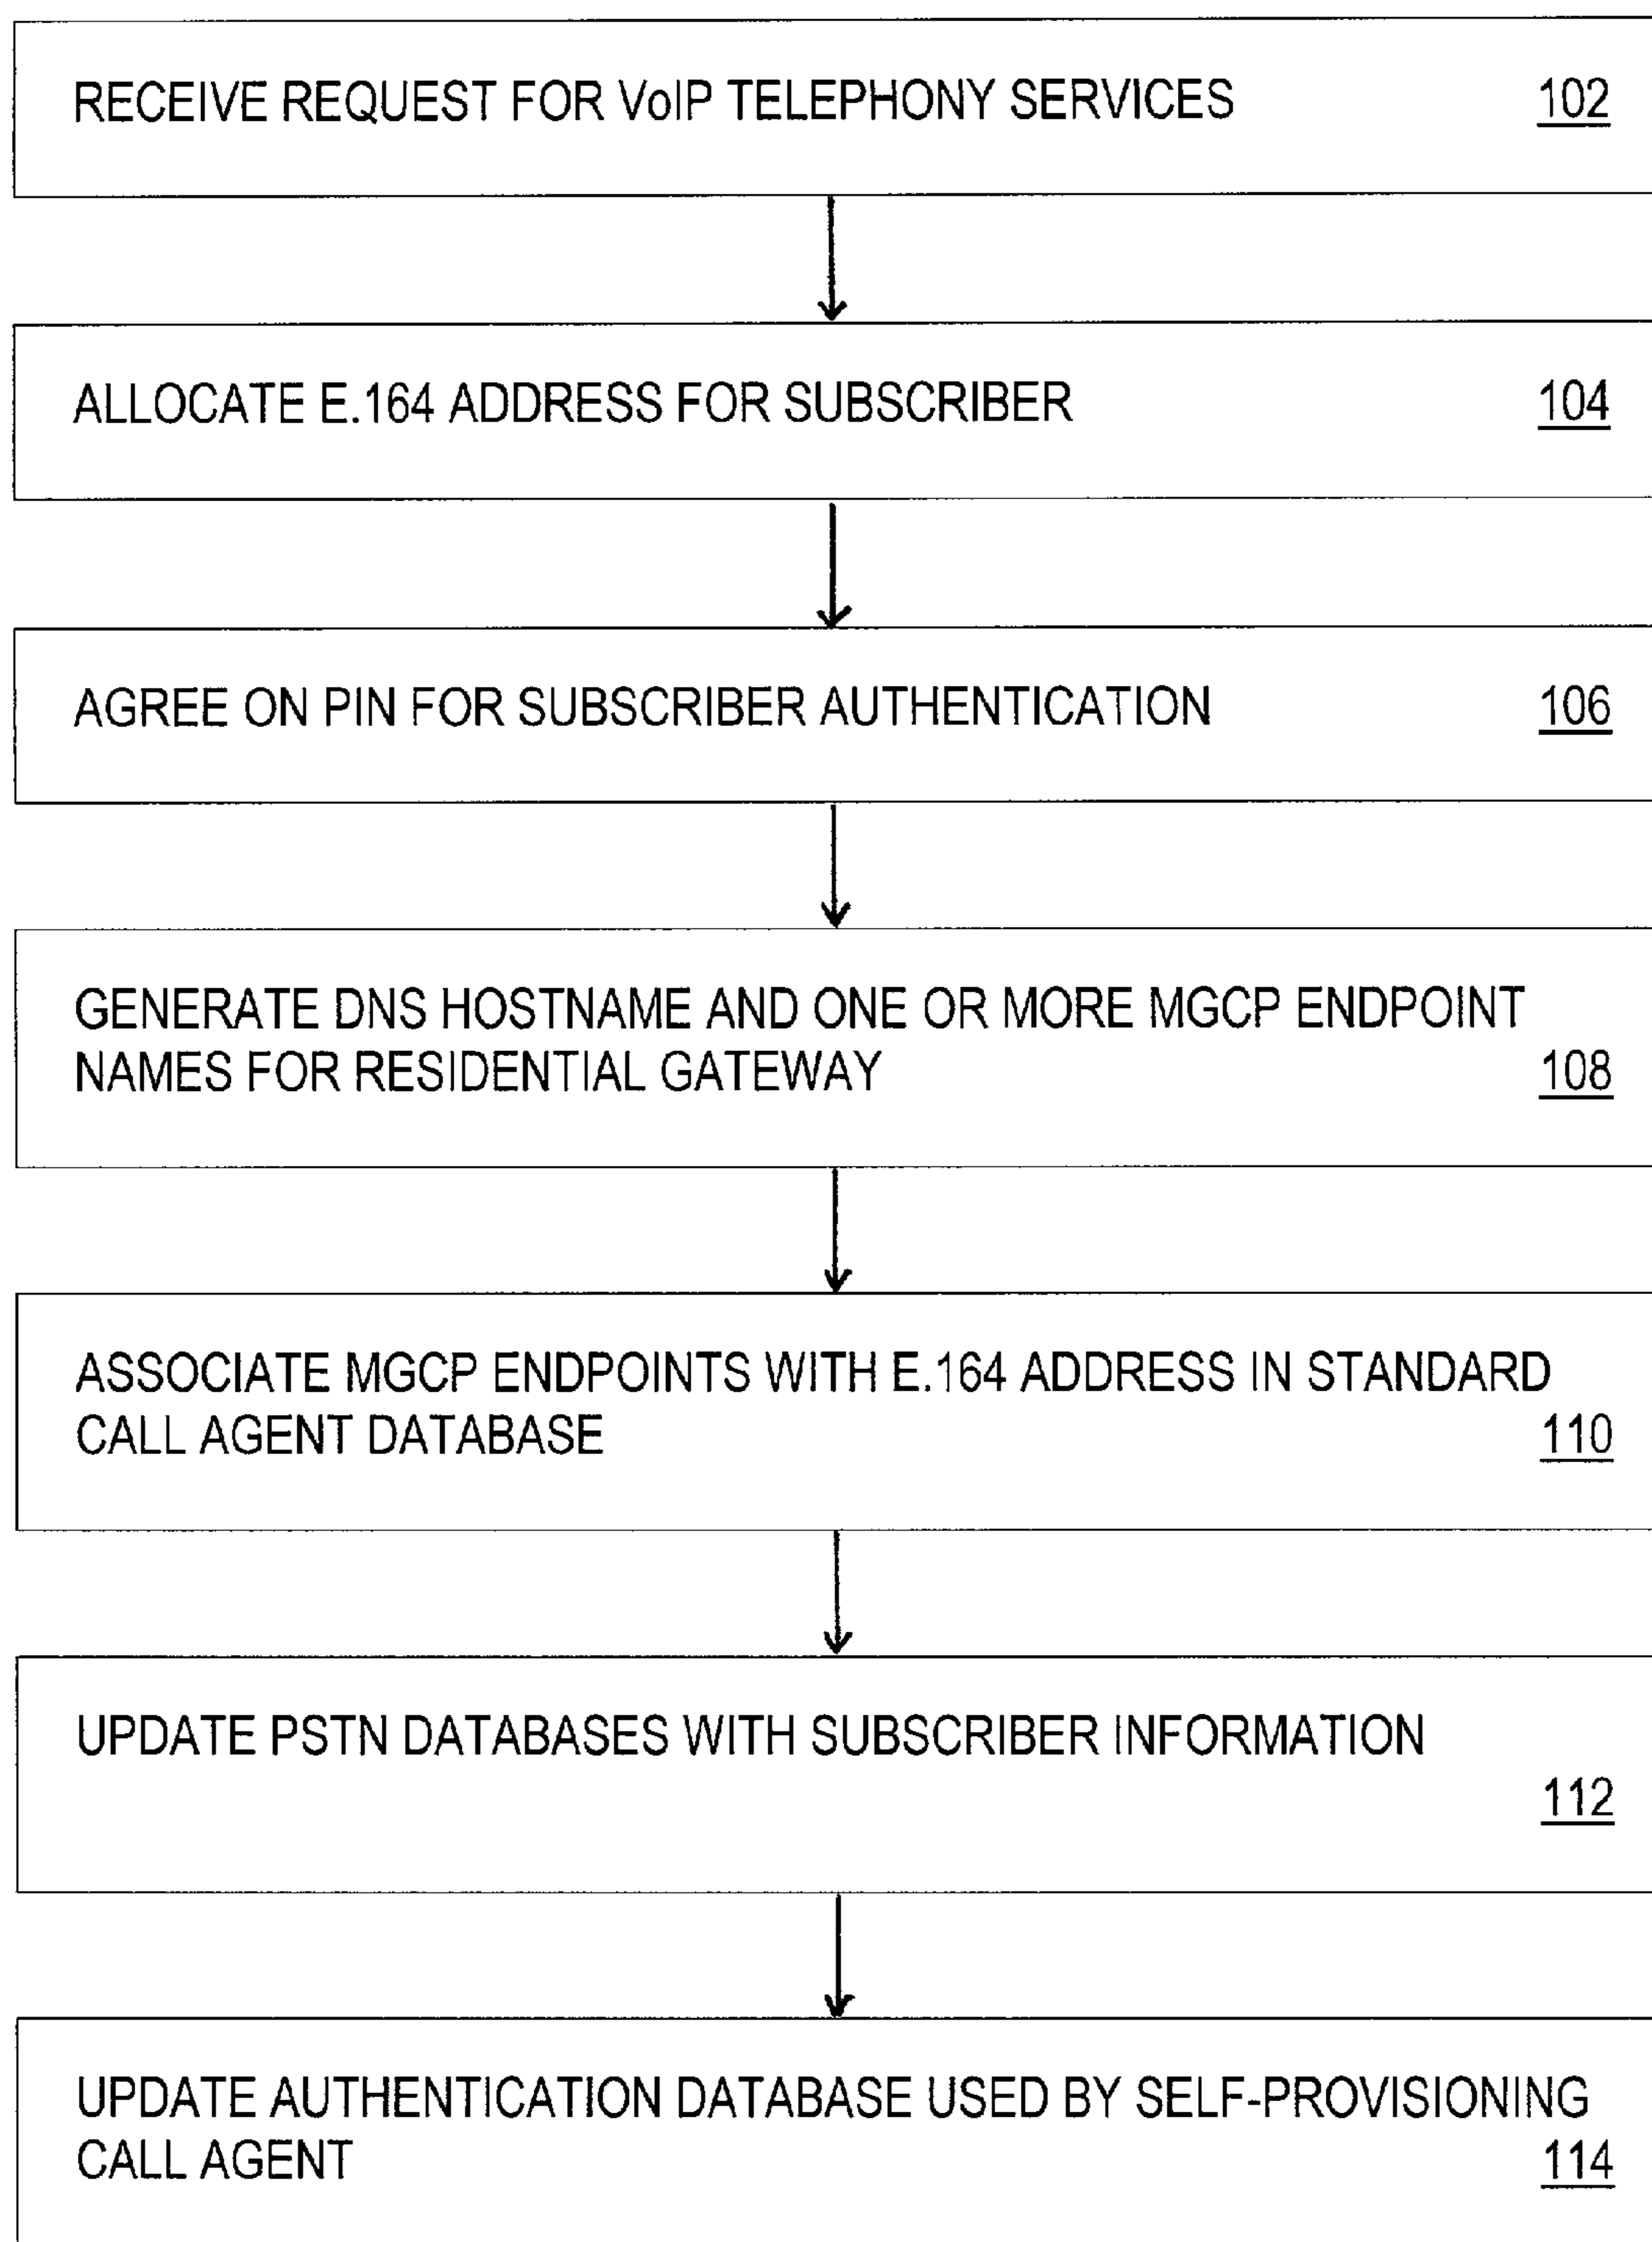 RECEIVE REQUEST FOR VoIP TELEPHONY SERVICES 102
ALLOCATE E.164 ADDRESS FOR SUBSCRIBER 104
AGREE ON PIN FOR SUBSCRIBER AUTHENTICATION 106
GENERATE DNS HOSTNAME AND ONE OR MORE MGCP ENDPOINT
NAMES FOR RESIDENTIAL GATEWAY 108
ASSOCIATE MGCP ENDPOINTS WITH E.164 ADDRESS IN STANDARD
CALL AGENT DATABASE 110
UPDATE PSTN DATABASES WITH SUBSCRIBER INFORMATION
112
UPDATE AUTHENTICATION DATABASE USED BY SELF-PROVISIONING
CALL AGENT 114